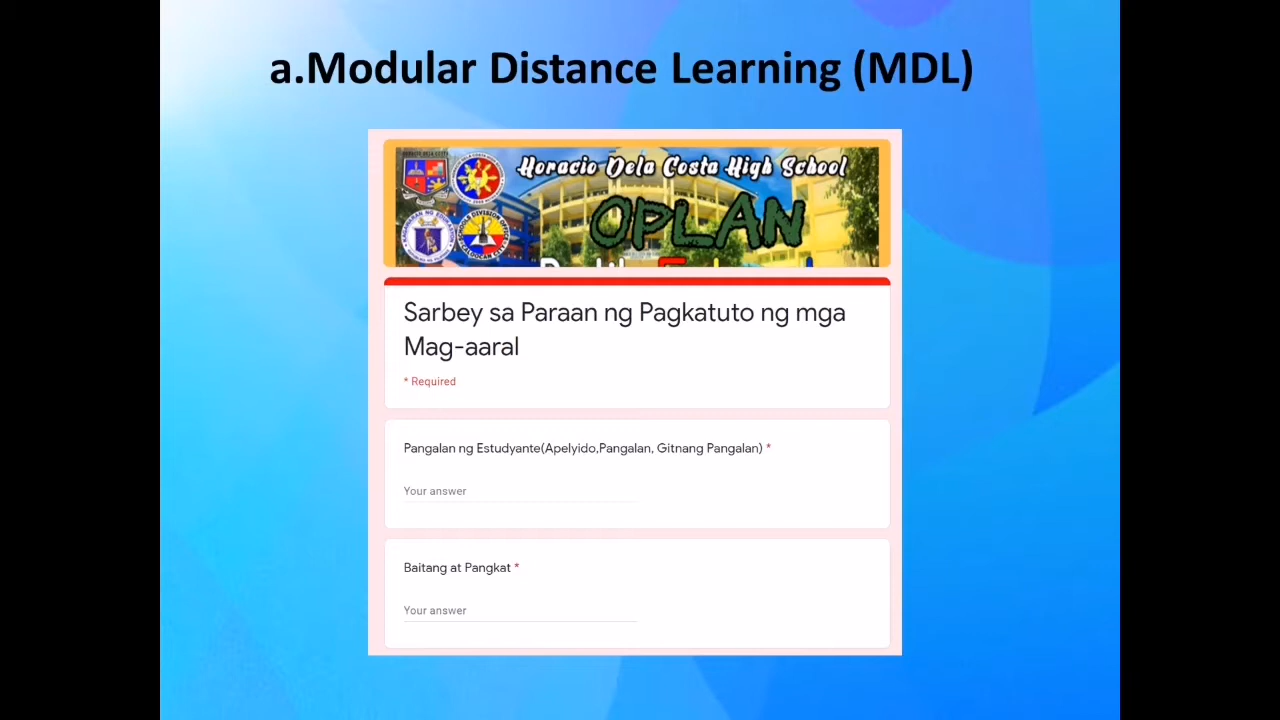 a.Modular Distance Learning (MDL)
Horacio Dela Costa High School
OPLAN
Sarbey sa Paraan ng Pagkatuto ng mga
Mag-aaral
* Required
Pangalan ng Estudyante(Apelyido,Pangalan, Gitnang Pangalan) *
Your answer
Baitang at Pangkat *
Your answer